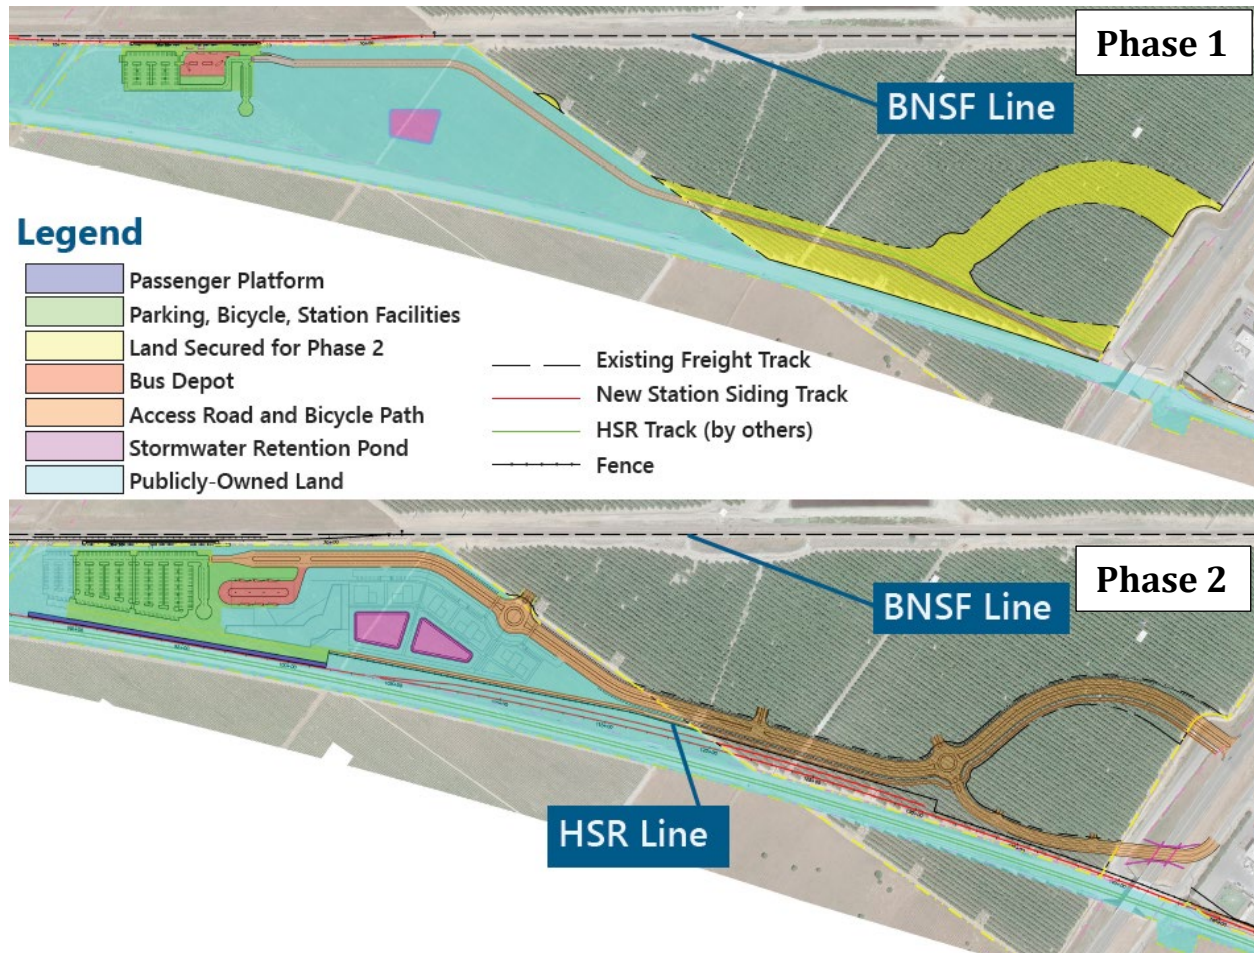 Phase 1
BNSF Line
Legend
Passenger Platform
Parking, Bicycle, Station Facilities
Land Secured for Phase 2
Bus Depot
Access Road and Bicycle Path
Stormwater Retention Pond
Publicly-Owned Land
Existing Freight Track
New Station Siding Track
HSR Track (by others)
Fence
Phase 2
BNSF Line
HSR Line